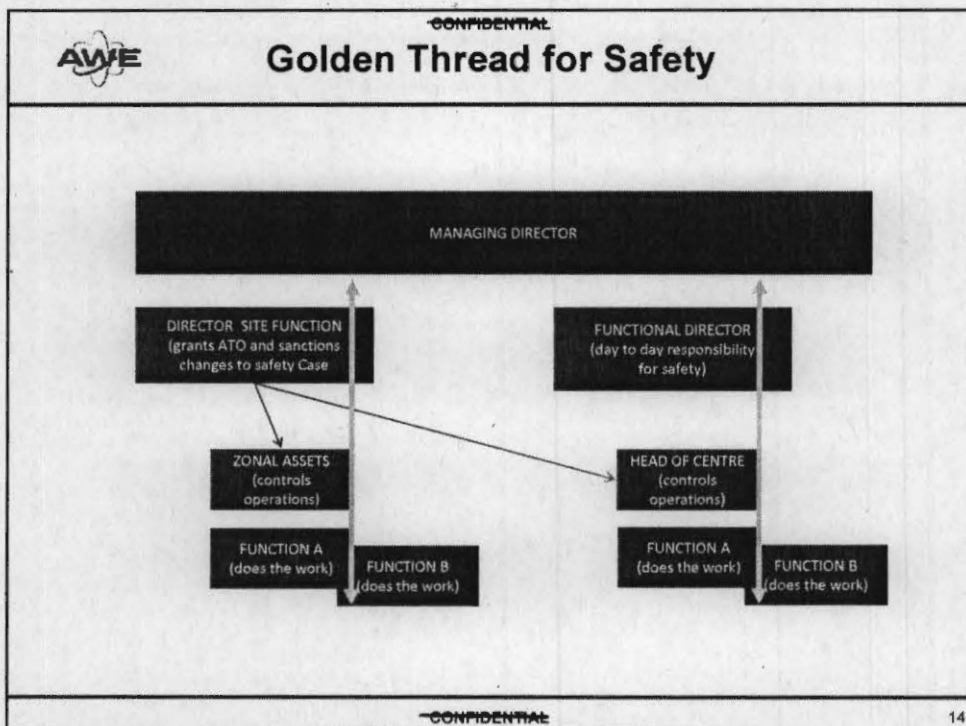 CONFIDENTIAL
AWE
Golden Thread for Safety
MANAGING DIRECTOR
DIRECTOR SITE FUNCTION
(grants ATO and sanctions
changes to safety Case
FUNCTIONAL DIRECTOR
(day to day responsibility
for safety)
ZONAL ASSETS
(controls
operations)
HEAD OF CENTRE
(controls
operations)
FUNCTION A
(does the work)
FUNCTION B
(does the work)
FUNCTION A
(does the work)
FUNCTION B
(does the work)
CONFIDENTIAL
14